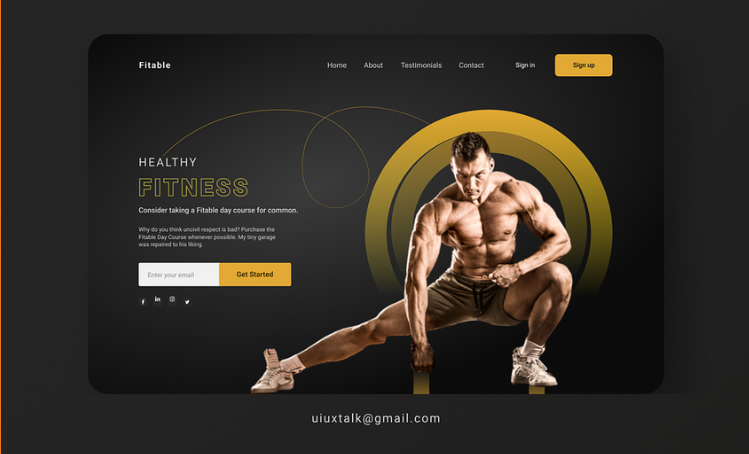 Fitable
Home About Testimonials Contact Sign in Sign up
HEALTHY
FITNESS
Consider taking a Fitable day course for common.
Why do you think uncivil respect is bad? Purchase the
Fitable Day Course whenever possible. My tiny garage
was repaired to his liking.
Enter your email Get Started
uiuxtalk@gmail.com